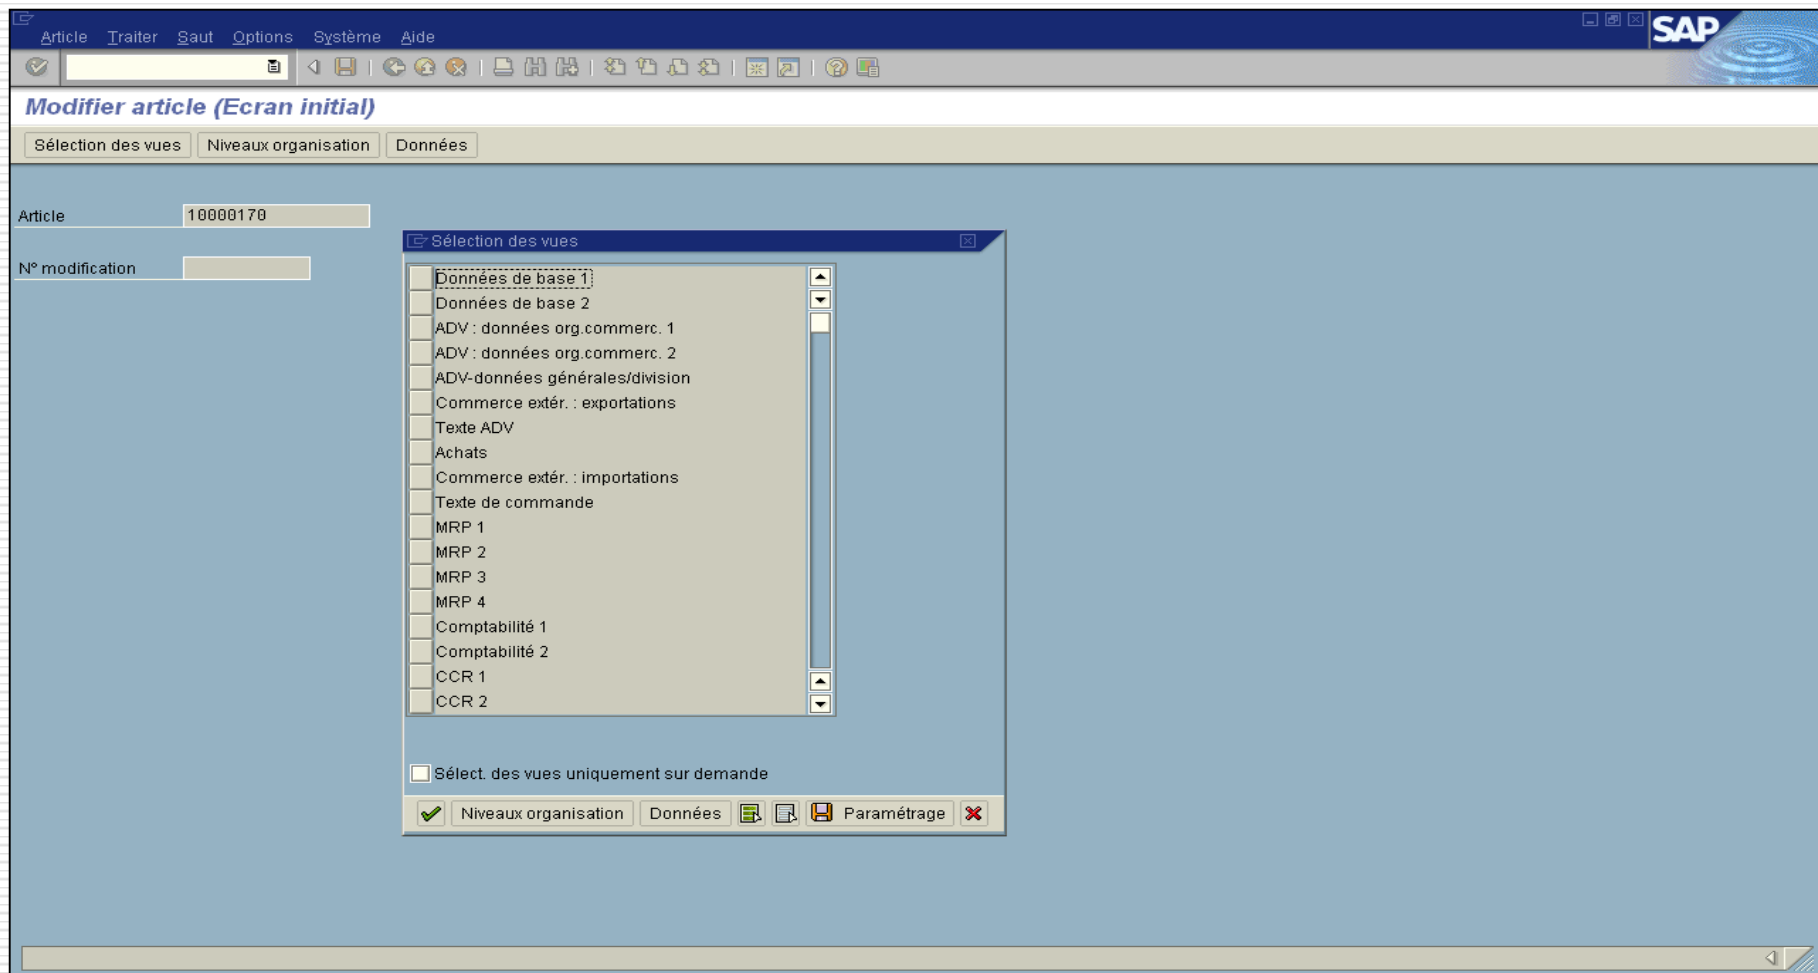 Article Traiter Saut Options Système Aide
SAP
Modifier article (Ecran initial)
Sélection des vues Niveaux organisation Données
Article 10000170
N° modification
Sélection des vues
Données de base 1
Données de base 2
ADV : données org.commerc. 1
ADV : données org.commerc. 2
ADV-données générales/division
Commerce extér. : exportations
Texte ADV
Achats
Commerce extér. : importations
Texte de commande
MRP 1
MRP 2
MRP 3
MRP 4
Comptabilité 1
Comptabilité 2
CCR 1
CCR 2
Sélect. des vues uniquement sur demande
Niveaux organisation Données Paramétrage